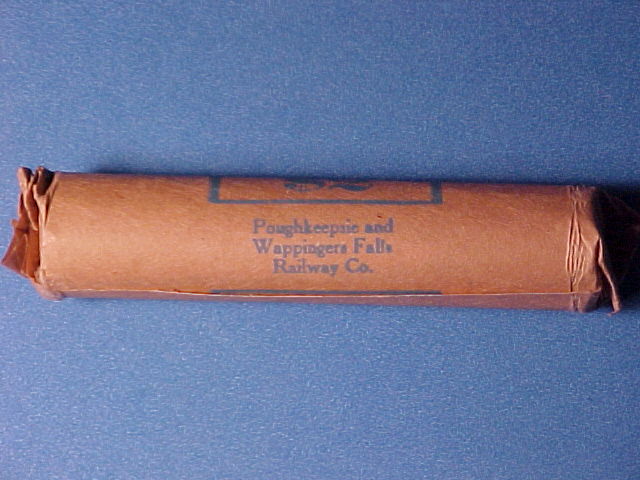 Poughkeepsie and
Wappingers Falls
Railway Co.